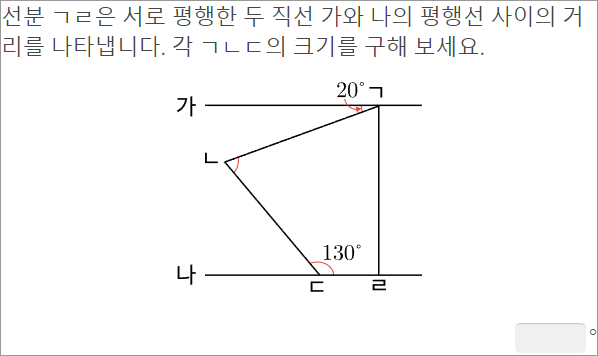 선분 ㄱㄹ은 서로 평행한 두 직선 가와 나의 평행선 사이의 거
리를 나타냅니다. 각 ㄱㄴㄷ의 크기를 구해 보세요.
20° ㄱ
가
ㄴ
130°
나
ㄷ ㄹ
°